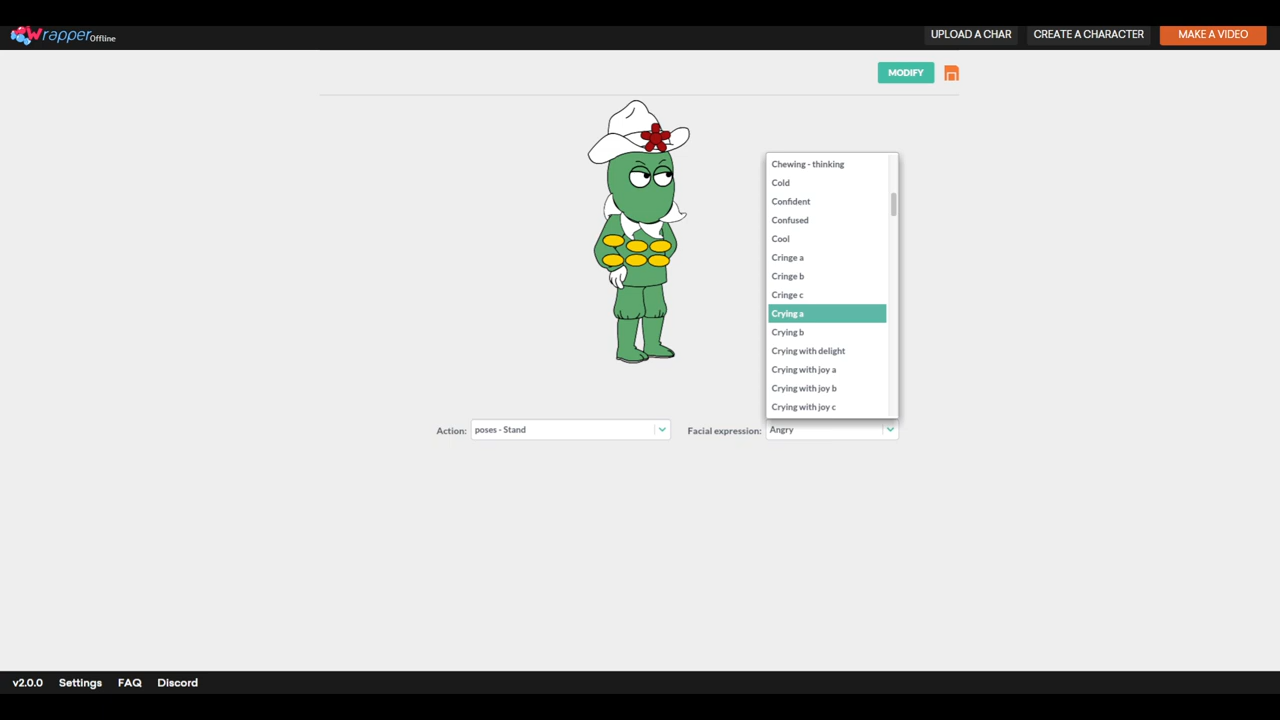 Wrapper Offline
UPLOAD A CHAR
CREATE A CHARACTER
MAKE A VIDEO
MODIFY
Chewing - thinking
Cold
Confident
Confused
Cool
Cringe a
Cringe b
Cringe c
Crying a
Crying b
Crying with delight
Crying with joy a
Crying with joy b
Crying with joy c
Action: poses - Stand
Facial expression: Angry
v2.0.0 Settings FAQ Discord